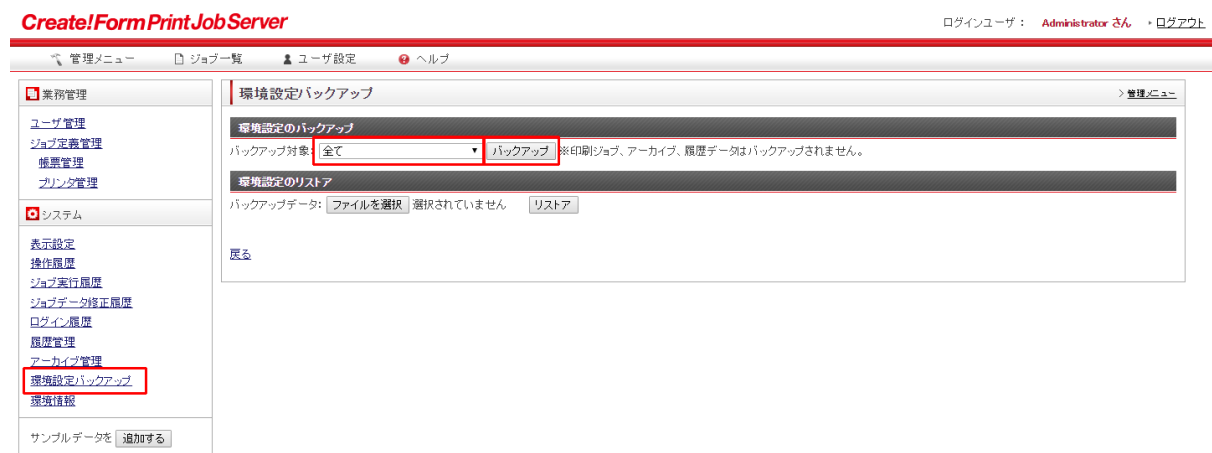 Create!Form PrintJobServer
ログインユーザ： Administrator さん ・ログアウト
管理メニュー ジョブ一覧 ユーザ設定 ヘルプ
業務管理
ユーザ管理
ジョブ定義管理
帳票管理
プリンタ管理
システム
表示設定
操作履歴
ジョブ実行履歴
ジョブデータ修正履歴
ログイン履歴
履歴管理
アーカイブ管理
環境設定バックアップ
環境情報
サンプルデータを 追加する
環境設定バックアップ
＞管理メニュー
環境設定のバックアップ
バックアップ対象: 全て バックアップ ※印刷ジョブ、アーカイブ、履歴データはバックアップされません。
環境設定のリストア
バックアップデータ: ファイルを選択 選択されていません リストア
戻る